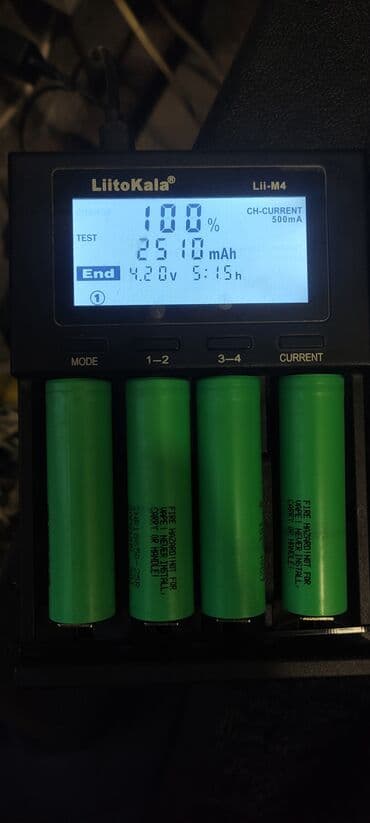 LiitoKala®
Lii-M4
100%
CH-CURRENT
500mA
TEST
2510mAh
End 4.20v 5:15h
1
MODE
1—2
3—4
CURRENT
FIRE HAZARD!NOT FOR
VAPE! NEVER INSTALL,
CARRY OR HANDLE!
FIRE HAZARD!NOT FOR
VAPE! NEVER INSTALL,
CARRY OR HANDLE!